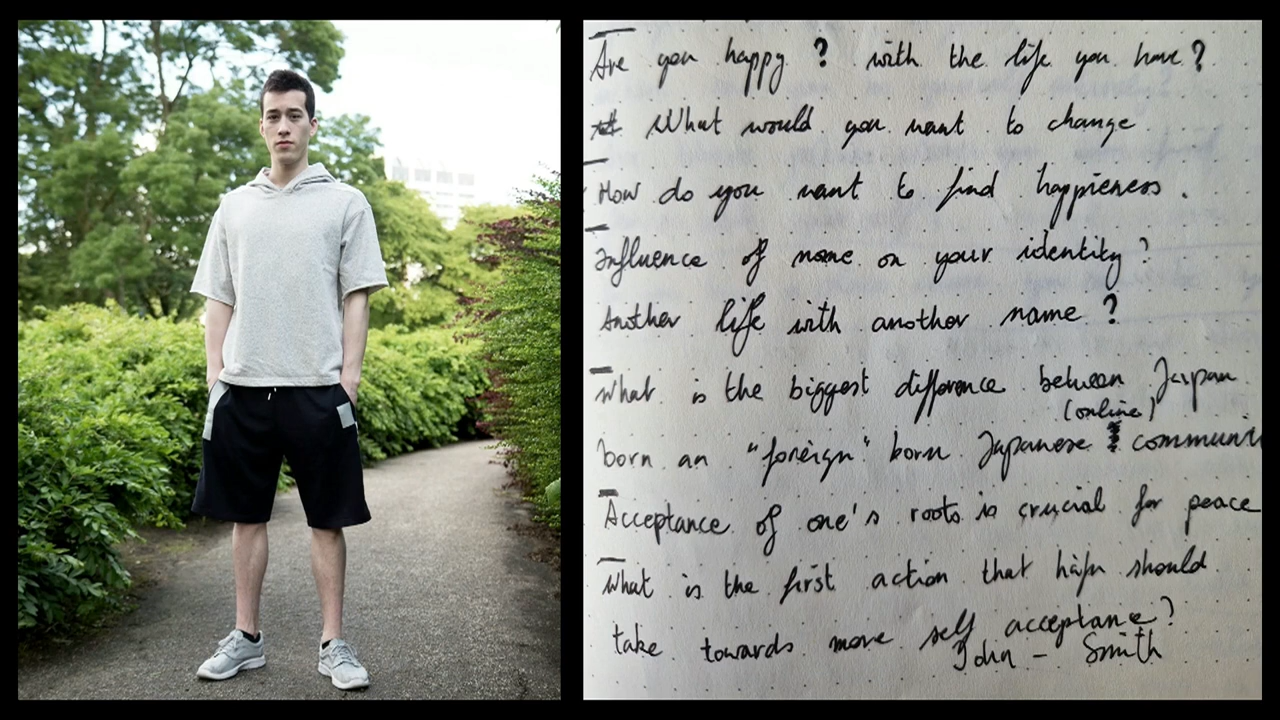 Are you happy ? with the life you have ?
What would you want to change
How do you want to find happieness .
Influence of name on your identity ?
Another life with another name ?
What is the biggest difference between Japan
(online)
born an "foreign" born Japanese communi
Acceptance of one's roots is crucial for peace
What is the first action that should
take towards more self acceptance ?
John - Smith